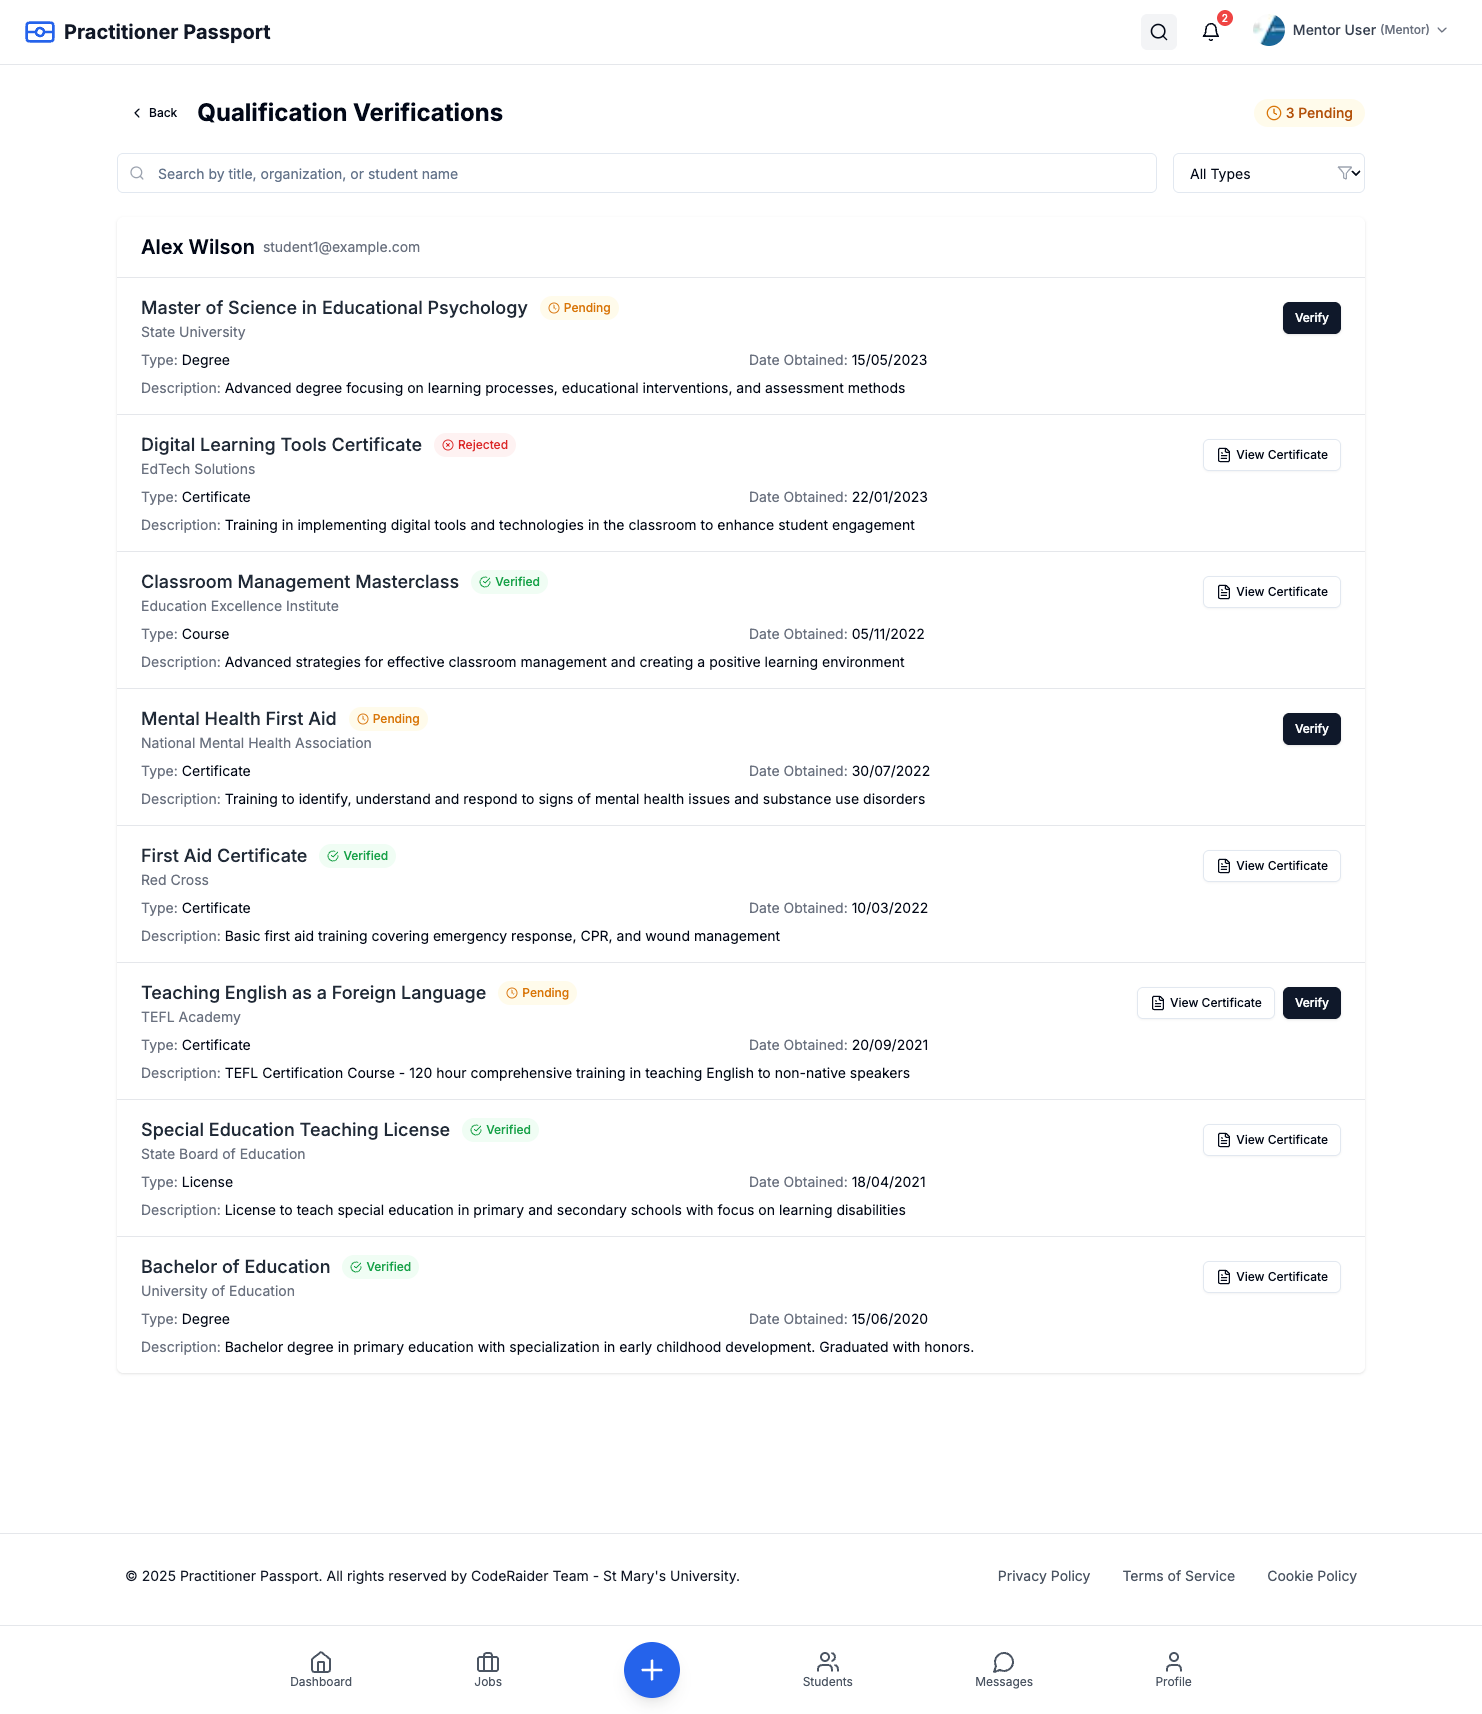 Practitioner Passport
2
Mentor User (Mentor)
Back
Qualification Verifications
3 Pending
Search by title, organization, or student name
All Types
Alex Wilson student1@example.com
Master of Science in Educational Psychology Pending
Verify
State University
Type: Degree Date Obtained: 15/05/2023
Description: Advanced degree focusing on learning processes, educational interventions, and assessment methods
Digital Learning Tools Certificate Rejected
View Certificate
EdTech Solutions
Type: Certificate Date Obtained: 22/01/2023
Description: Training in implementing digital tools and technologies in the classroom to enhance student engagement
Classroom Management Masterclass Verified
View Certificate
Education Excellence Institute
Type: Course Date Obtained: 05/11/2022
Description: Advanced strategies for effective classroom management and creating a positive learning environment
Mental Health First Aid Pending
Verify
National Mental Health Association
Type: Certificate Date Obtained: 30/07/2022
Description: Training to identify, understand and respond to signs of mental health issues and substance use disorders
First Aid Certificate Verified
View Certificate
Red Cross
Type: Certificate Date Obtained: 10/03/2022
Description: Basic first aid training covering emergency response, CPR, and wound management
Teaching English as a Foreign Language Pending
View Certificate Verify
TEFL Academy
Type: Certificate Date Obtained: 20/09/2021
Description: TEFL Certification Course - 120 hour comprehensive training in teaching English to non-native speakers
Special Education Teaching License Verified
View Certificate
State Board of Education
Type: License Date Obtained: 18/04/2021
Description: License to teach special education in primary and secondary schools with focus on learning disabilities
Bachelor of Education Verified
View Certificate
University of Education
Type: Degree Date Obtained: 15/06/2020
Description: Bachelor degree in primary education with specialization in early childhood development. Graduated with honors.
© 2025 Practitioner Passport. All rights reserved by CodeRaider Team - St Mary's University.
Privacy Policy Terms of Service Cookie Policy
Dashboard Jobs Students Messages Profile